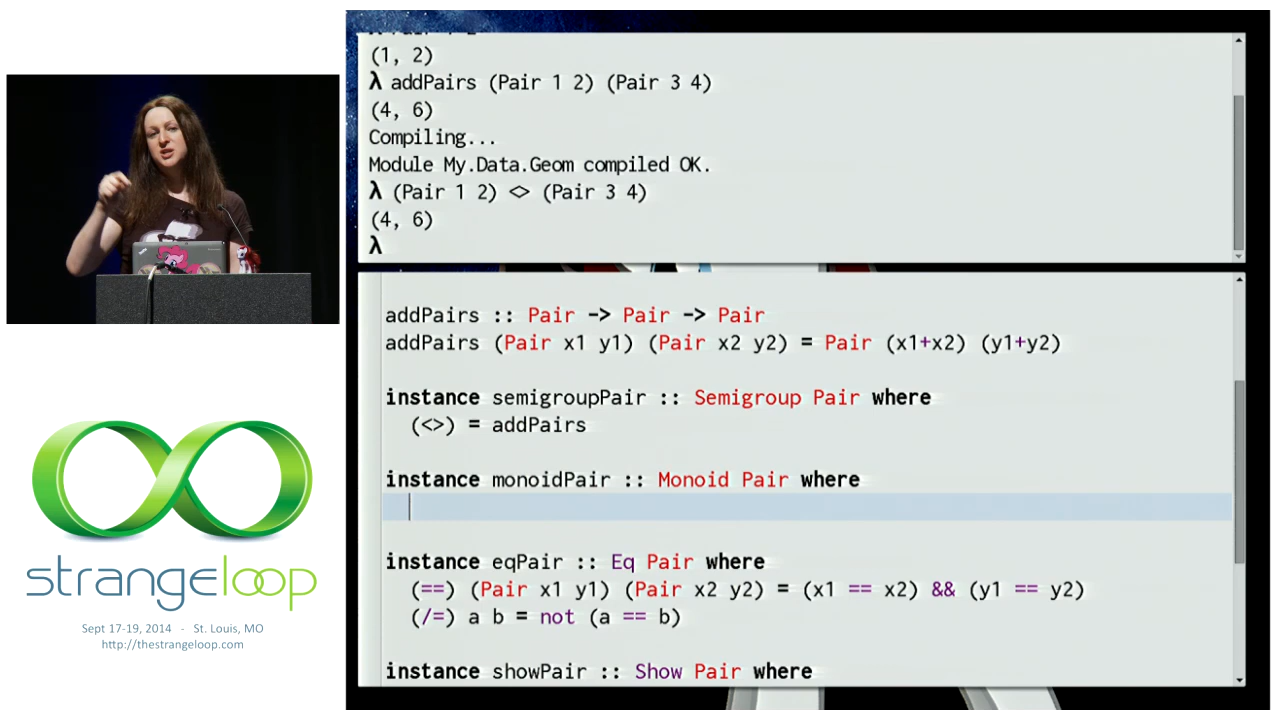 (1, 2)
λ addPairs (Pair 1 2) (Pair 3 4)
(4, 6)
Compiling...
Module My.Data.Geom compiled OK.
λ (Pair 1 2) <> (Pair 3 4)
(4, 6)
λ
addPairs :: Pair -> Pair -> Pair
addPairs (Pair x1 y1) (Pair x2 y2) = Pair (x1+x2) (y1+y2)
instance semigroupPair :: Semigroup Pair where
(<>) = addPairs
instance monoidPair :: Monoid Pair where
instance eqPair :: Eq Pair where
(==) (Pair x1 y1) (Pair x2 y2) = (x1 == x2) && (y1 == y2)
(/=) a b = not (a == b)
instance showPair :: Show Pair where
strangeloop
Sept 17-19, 2014 - St. Louis, MO
http://thestrangeloop.com